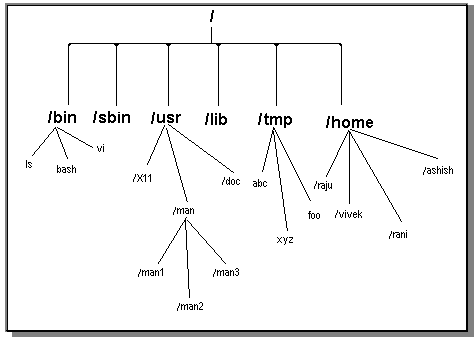 /
/bin /sbin /usr /lib /tmp /home
ls bash vi
/X11 /man /doc
abc xyz foo
/raju /vivek /rani /ashish
/man1 /man2 /man3